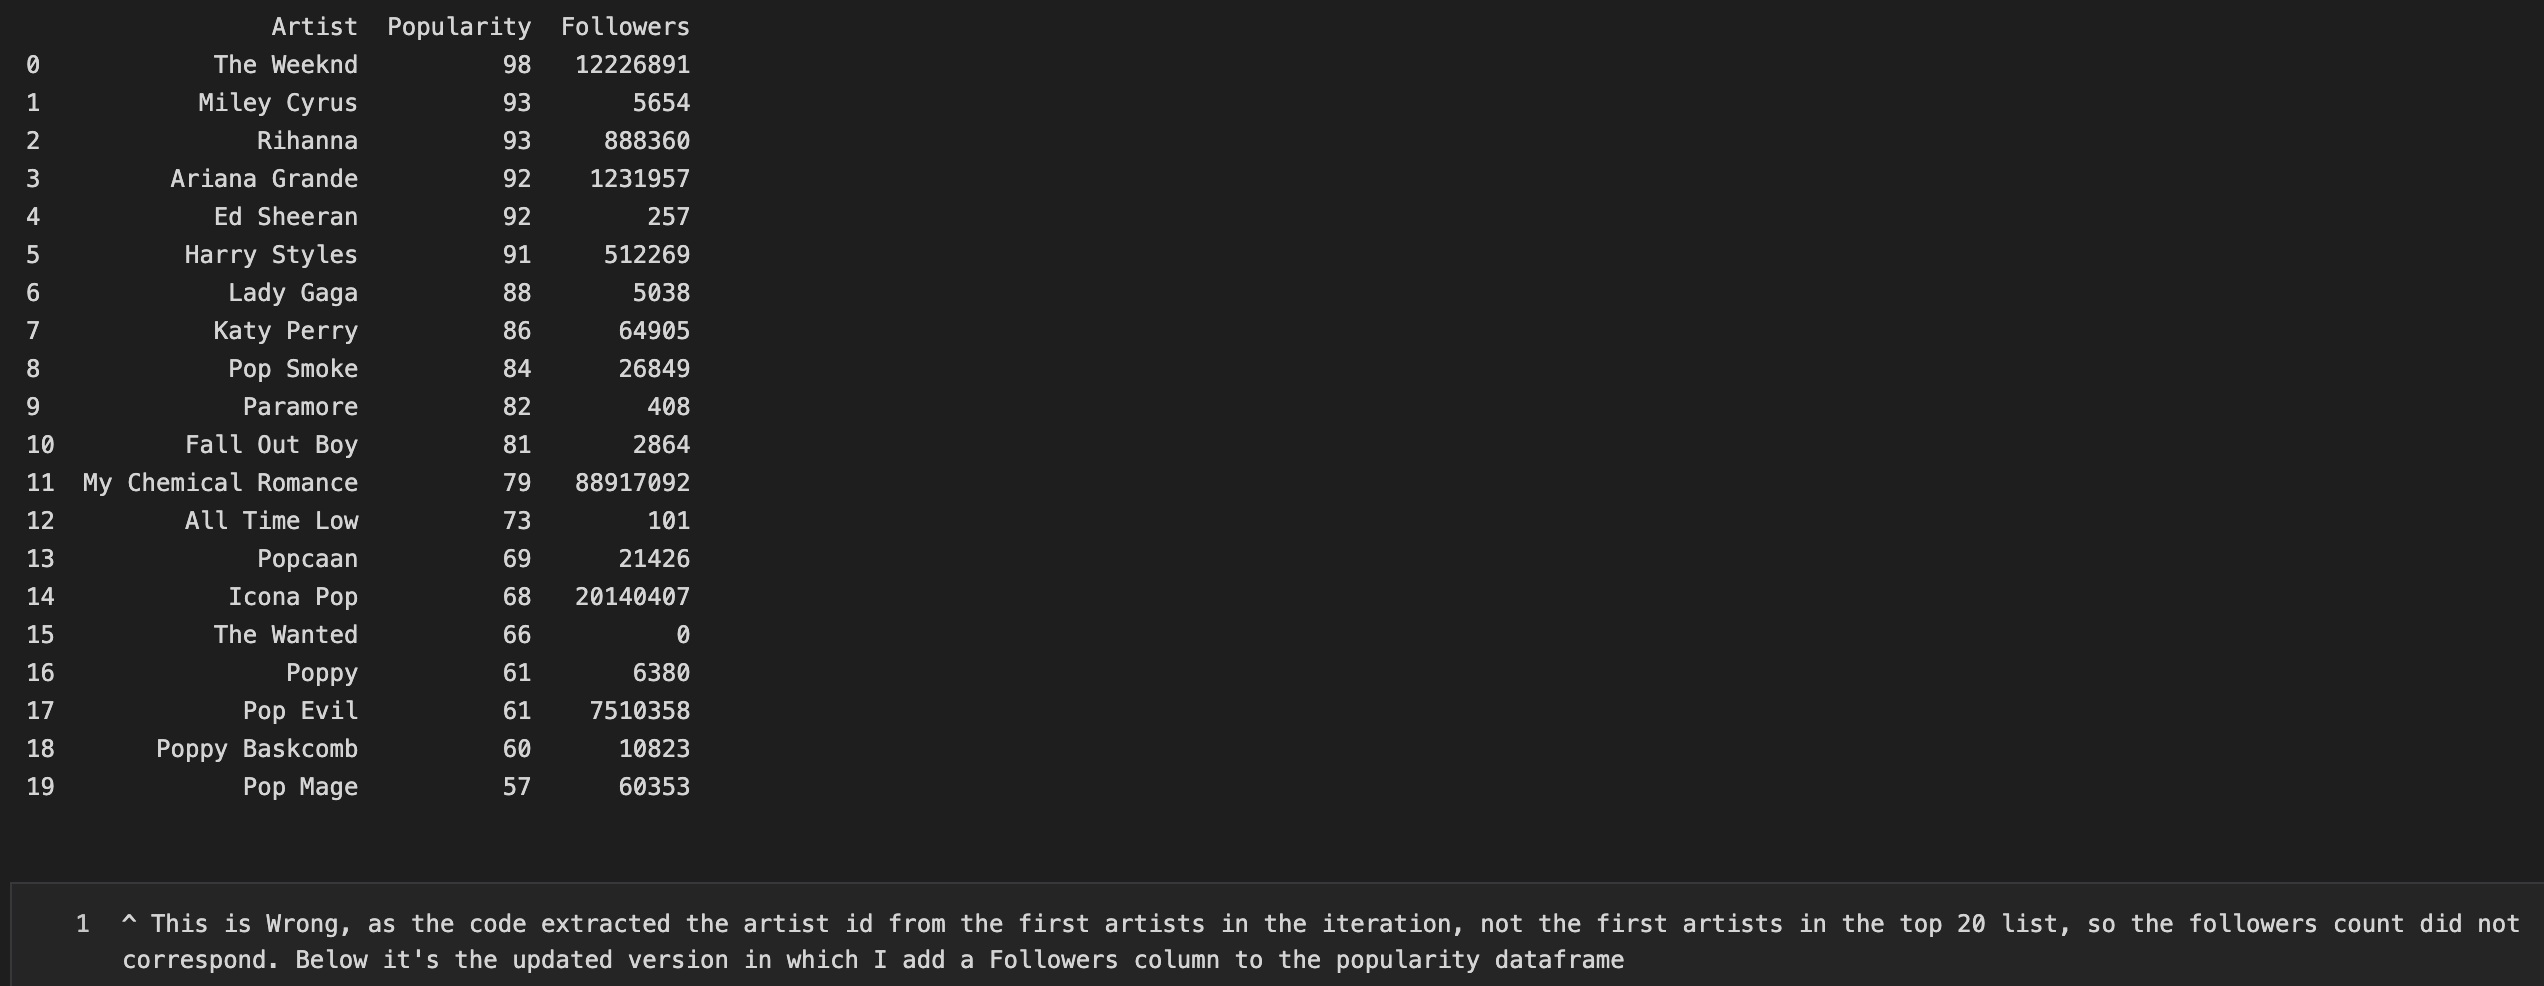 Artist Popularity Followers
0 The Weeknd 98 12226891
1 Miley Cyrus 93 5654
2 Rihanna 93 888360
3 Ariana Grande 92 1231957
4 Ed Sheeran 92 257
5 Harry Styles 91 512269
6 Lady Gaga 88 5038
7 Katy Perry 86 64905
8 Pop Smoke 84 26849
9 Paramore 82 408
10 Fall Out Boy 81 2864
11 My Chemical Romance 79 88917092
12 All Time Low 73 101
13 Popcaan 69 21426
14 Icona Pop 68 20140407
15 The Wanted 66 0
16 Poppy 61 6380
17 Pop Evil 61 7510358
18 Poppy Baskcomb 60 10823
19 Pop Mage 57 60353
1 ^ This is Wrong, as the code extracted the artist id from the first artists in the iteration, not the first artists in the top 20 list, so the followers count did not
correspond. Below it's the updated version in which I add a Followers column to the popularity dataframe